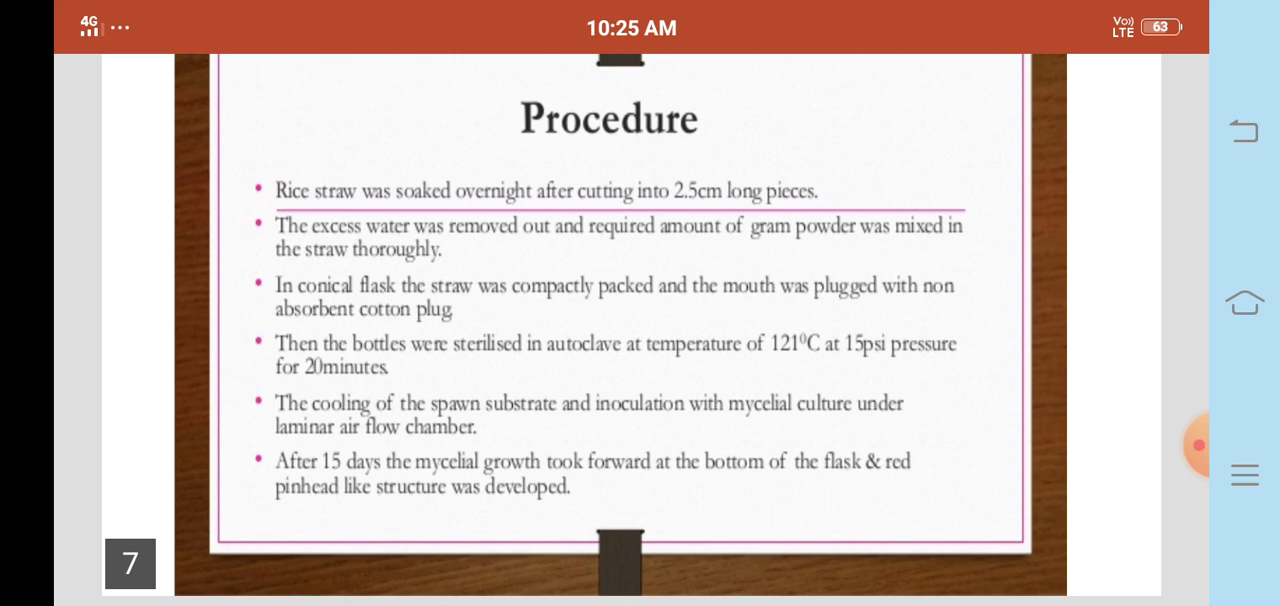 4G
10:25 AM
Vo))
LTE
63
Procedure
• Rice straw was soaked overnight after cutting into 2.5cm long pieces.
• The excess water was removed out and required amount of gram powder was mixed in
the straw thoroughly.
• In conical flask the straw was compactly packed and the mouth was plugged with non
absorbent cotton plug.
• Then the bottles were sterilised in autoclave at temperature of 121⁰C at 15psi pressure
for 20minutes.
• The cooling of the spawn substrate and inoculation with mycelial culture under
laminar air flow chamber.
• After 15 days the mycelial growth took forward at the bottom of the flask & red
pinhead like structure was developed.
7